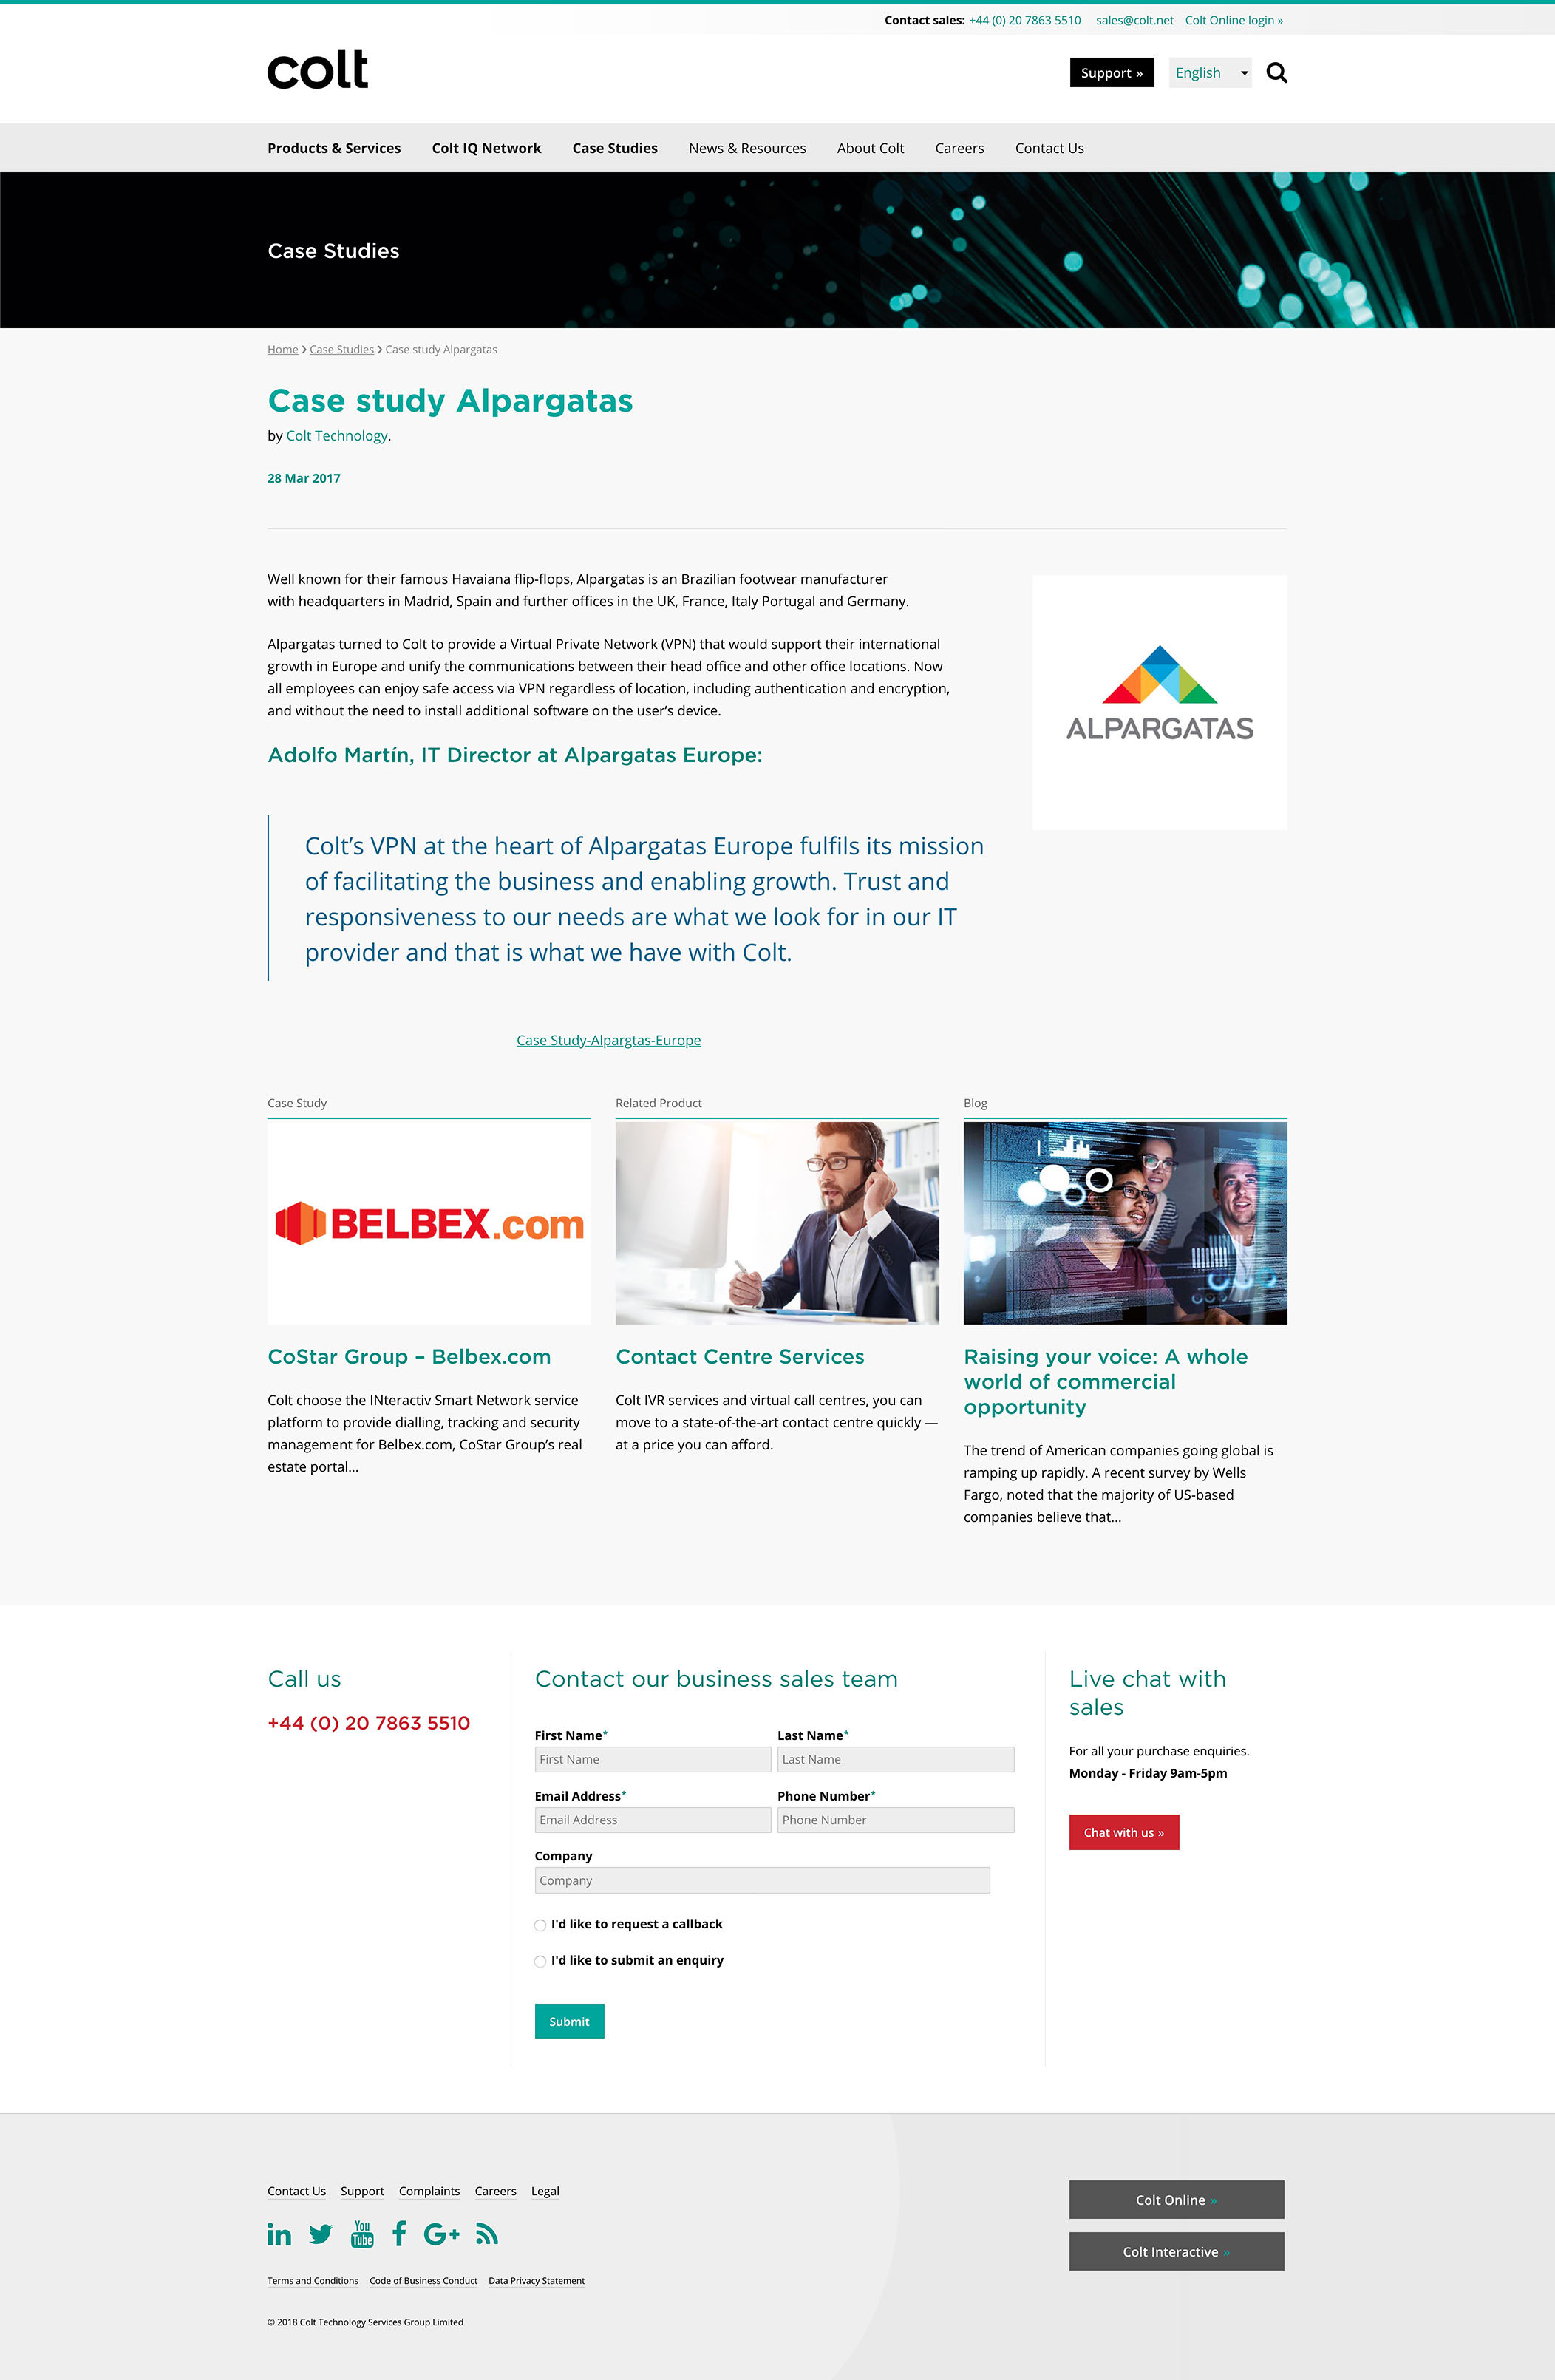 Contact sales: +44 (0) 20 7863 5510 sales@colt.net Colt Online login »
colt
Support »
English
Products & Services Colt IQ Network Case Studies News & Resources About Colt Careers Contact Us
Case Studies
Home › Case Studies › Case study Alpargatas
Case study Alpargatas
by Colt Technology.
28 Mar 2017
Well known for their famous Havaiana flip-flops, Alpargatas is an Brazilian footwear manufacturer
with headquarters in Madrid, Spain and further offices in the UK, France, Italy Portugal and Germany.
Alpargatas turned to Colt to provide a Virtual Private Network (VPN) that would support their international
growth in Europe and unify the communications between their head office and other office locations. Now
all employees can enjoy safe access via VPN regardless of location, including authentication and encryption,
and without the need to install additional software on the user’s device.
ALPARGATAS
Adolfo Martín, IT Director at Alpargatas Europe:
Colt’s VPN at the heart of Alpargatas Europe fulfils its mission
of facilitating the business and enabling growth. Trust and
responsiveness to our needs are what we look for in our IT
provider and that is what we have with Colt.
Case Study-Alpargtas-Europe
Case Study
BELBEX.com
CoStar Group – Belbex.com
Colt choose the INteractiv Smart Network service
platform to provide dialling, tracking and security
management for Belbex.com, CoStar Group’s real
estate portal...
Related Product
Contact Centre Services
Colt IVR services and virtual call centres, you can
move to a state-of-the-art contact centre quickly —
at a price you can afford.
Blog
Raising your voice: A whole
world of commercial
opportunity
The trend of American companies going global is
ramping up rapidly. A recent survey by Wells
Fargo, noted that the majority of US-based
companies believe that...
Call us
+44 (0) 20 7863 5510
Contact our business sales team
First Name* Last Name*
First Name Last Name
Email Address* Phone Number*
Email Address Phone Number
Company
Company
I'd like to request a callback
I'd like to submit an enquiry
Submit
Live chat with
sales
For all your purchase enquiries.
Monday - Friday 9am-5pm
Chat with us »
Contact Us Support Complaints Careers Legal
in You Tube f G+
Terms and Conditions Code of Business Conduct Data Privacy Statement
© 2018 Colt Technology Services Group Limited
Colt Online »
Colt Interactive »